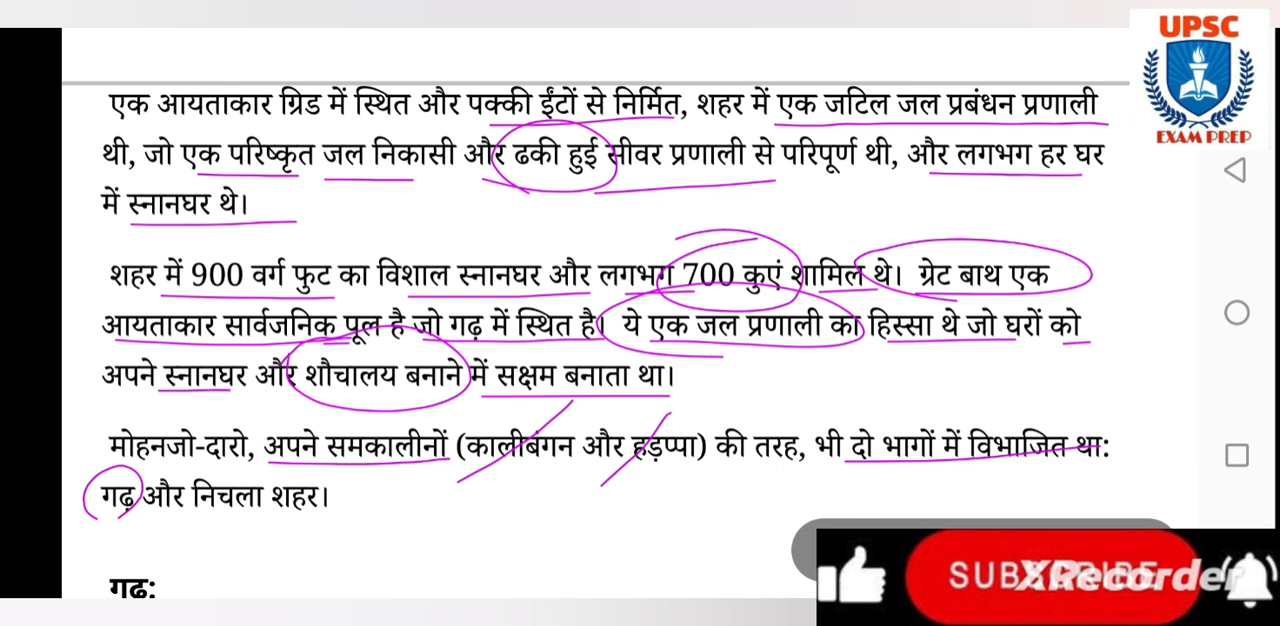 UPSC
EXAM PREP
एक आयताकार ग्रिड में स्थित और पक्की ईंटों से निर्मित, शहर में एक जटिल जल प्रबंधन प्रणाली
थी, जो एक परिष्कृत जल निकासी और ढकी हुई सीवर प्रणाली से परिपूर्ण थी, और लगभग हर घर
में स्नानघर थे।
शहर में 900 वर्ग फुट का विशाल स्नानघर और लगभग 700 कुएं शामिल थे। ग्रेट बाथ एक
आयताकार सार्वजनिक पूल है जो गढ़ में स्थित है। ये एक जल प्रणाली का हिस्सा थे जो घरों को
अपने स्नानघर और शौचालय बनाने में सक्षम बनाता था।
मोहनजो-दारो, अपने समकालीनों (कालीबंगन और हड़प्पा) की तरह, भी दो भागों में विभाजित था:
गढ़ और निचला शहर।
गढ़:
SUBSCRIBE
XRecorder